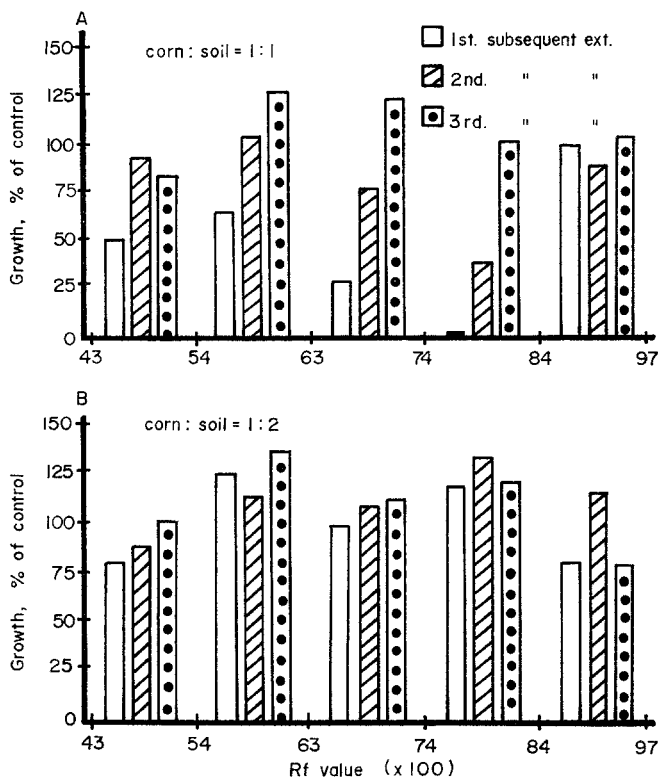 A
corn: soil = 1:1
1st. subsequent ext.
2nd. " "
3rd. " "
150
125
100
75
50
25
0
Growth, % of control
43 54 63 74 84 97
B
corn: soil = 1:2
150
125
100
75
50
25
0
Growth, % of control
43 54 63 74 84 97
Rf value (x100)